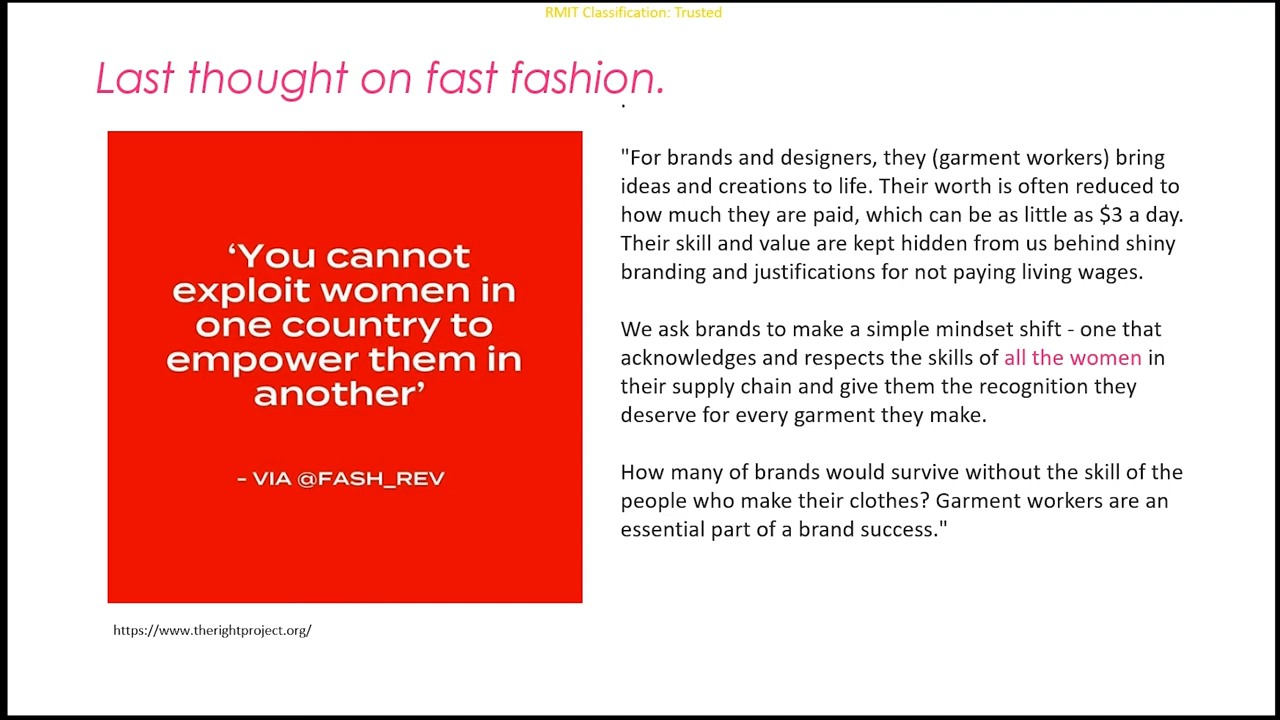 RMIT Classification: Trusted
Last thought on fast fashion.
.
‘You cannot
exploit women in
one country to
empower them in
another’
– VIA @FASH_REV
"For brands and designers, they (garment workers) bring
ideas and creations to life. Their worth is often reduced to
how much they are paid, which can be as little as $3 a day.
Their skill and value are kept hidden from us behind shiny
branding and justifications for not paying living wages.
We ask brands to make a simple mindset shift - one that
acknowledges and respects the skills of all the women in
their supply chain and give them the recognition they
deserve for every garment they make.
How many of brands would survive without the skill of the
people who make their clothes? Garment workers are an
essential part of a brand success."
https://www.therightproject.org/